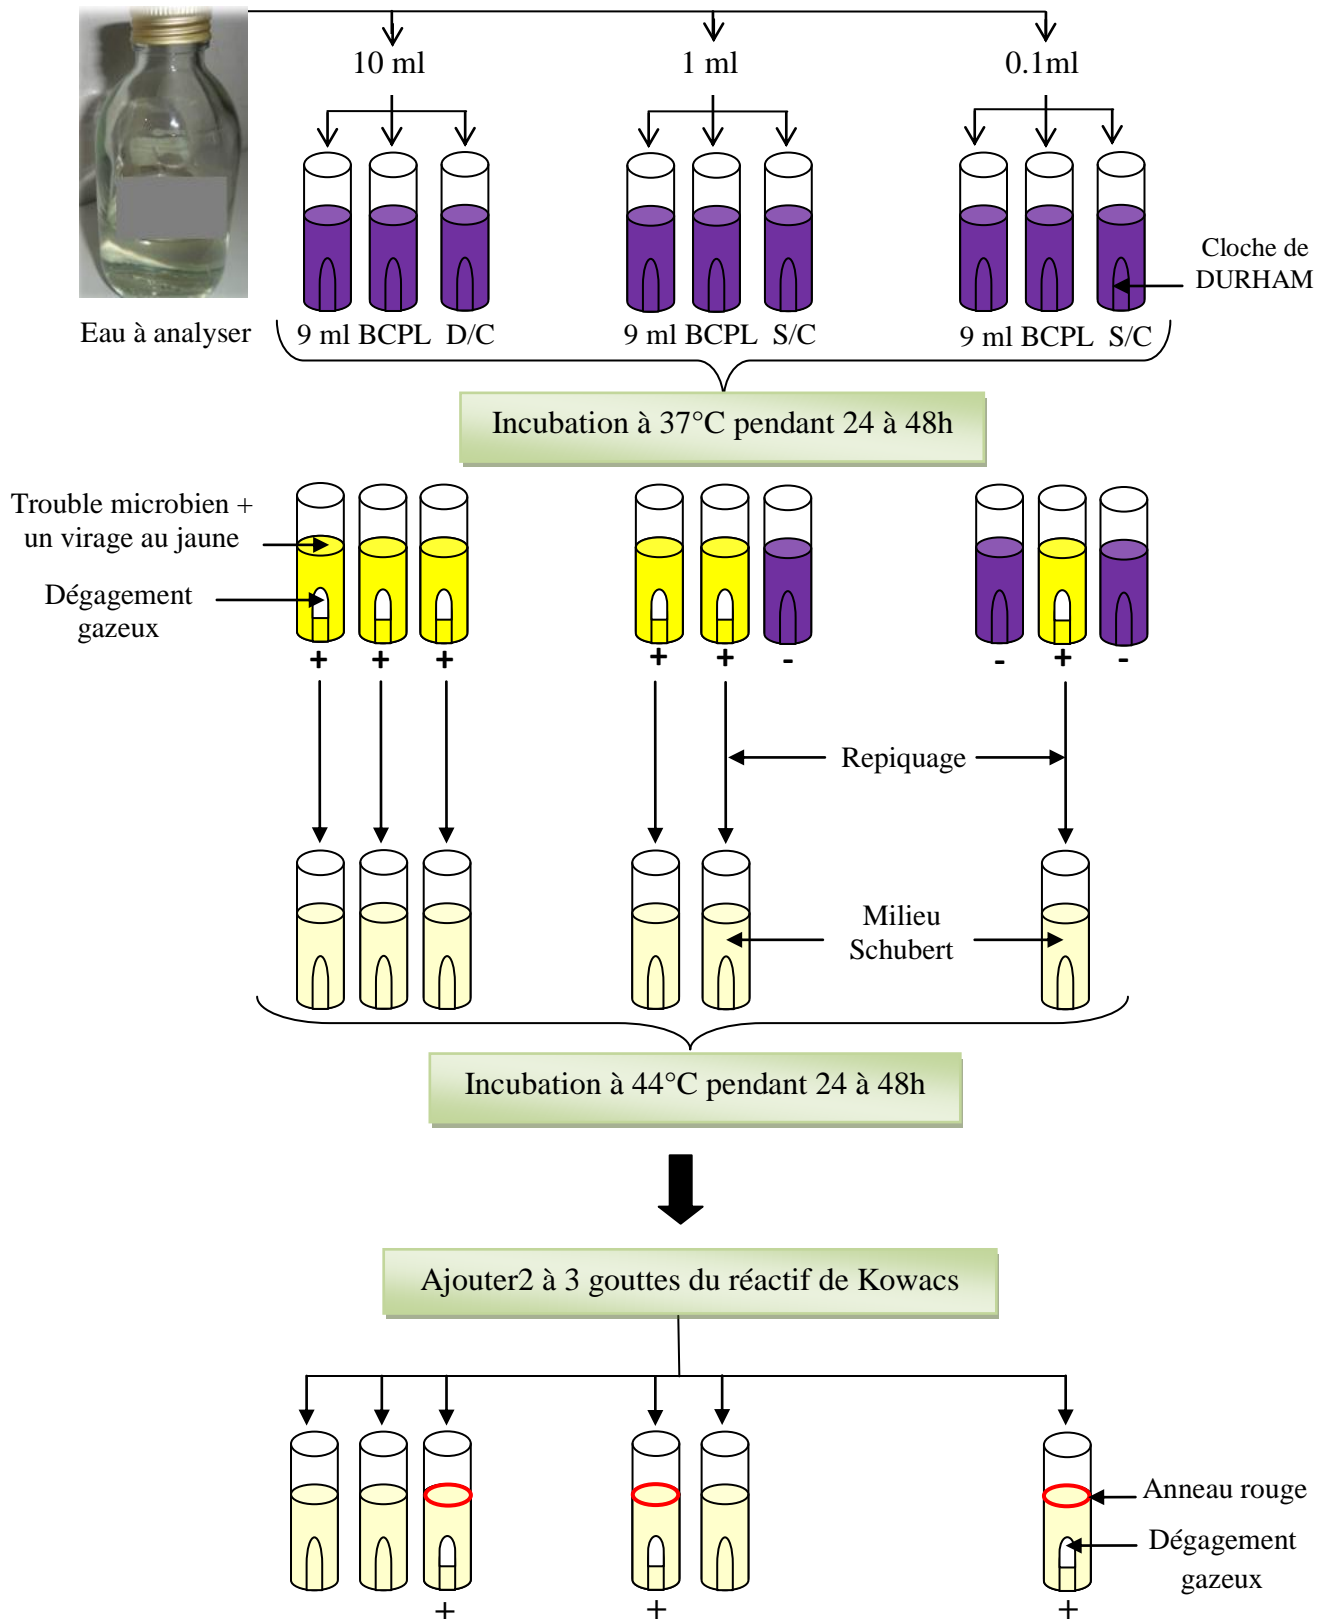 10 ml
1 ml
0.1ml
Cloche de
DURHAM
Eau à analyser
9 ml BCPL D/C
9 ml BCPL S/C
9 ml BCPL S/C
Incubation à 37°C pendant 24 à 48h
Trouble microbien +
un virage au jaune
Dégagement
gazeux
+ + +
+ + -
- + -
Repiquage
Milieu
Schubert
Incubation à 44°C pendant 24 à 48h
Ajouter2 à 3 gouttes du réactif de Kowacs
Anneau rouge
Dégagement
gazeux
+
+
+